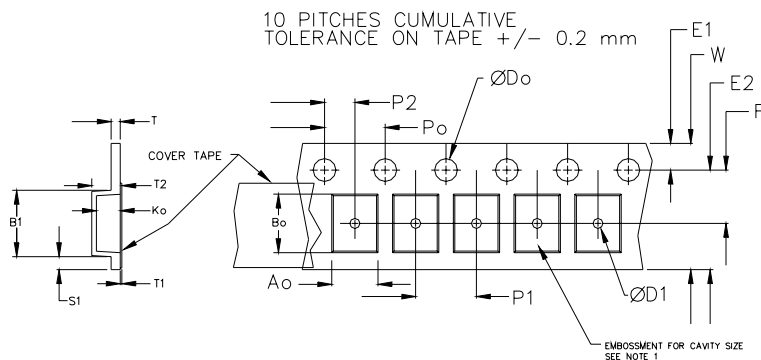 10 PITCHES CUMULATIVE
TOLERANCE ON TAPE +/- 0.2 mm
E1
W
E2
F
ØDo
P2
Po
T
COVER TAPE
T2
Ko
B1
Bo
S1
T1
Ao
P1
ØD1
EMBOSSMENT FOR CAVITY SIZE
SEE NOTE 1